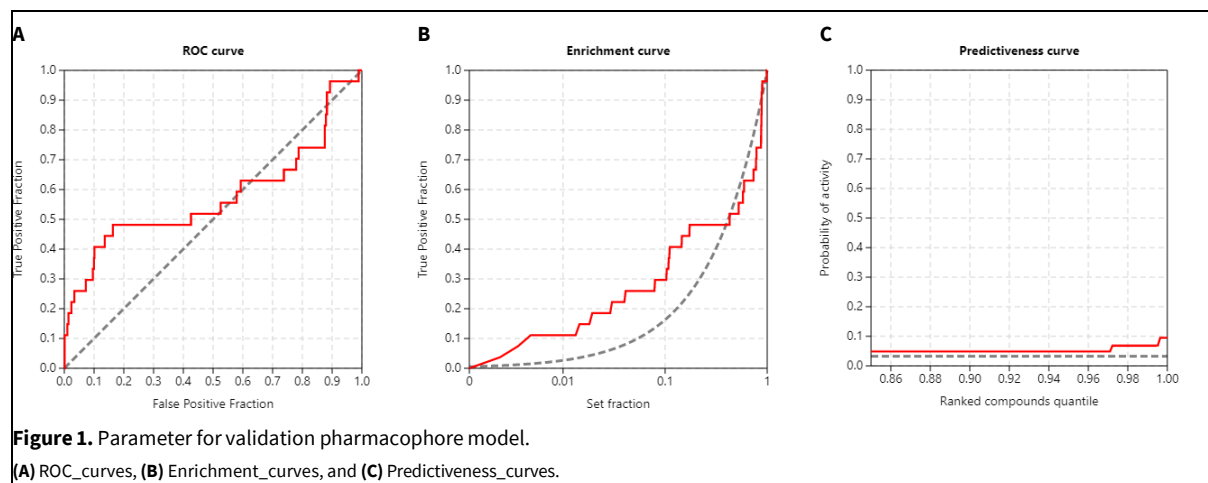 A
ROC curve
1.0
0.9
0.8
0.7
0.6
0.5
0.4
0.3
0.2
0.1
0.0
True Positive Fraction
0.0 0.1 0.2 0.3 0.4 0.5 0.6 0.7 0.8 0.9 1.0
False Positive Fraction
B
Enrichment curve
1.0
0.9
0.8
0.7
0.6
0.5
0.4
0.3
0.2
0.1
0.0
True Positive Fraction
0 0.01 0.1 1
Set fraction
C
Predictiveness curve
1.0
0.9
0.8
0.7
0.6
0.5
0.4
0.3
0.2
0.1
0.0
Probability of activity
0.86 0.88 0.90 0.92 0.94 0.96 0.98 1.00
Ranked compounds quantile
Figure 1. Parameter for validation pharmacophore model.
(A) ROC_curves, (B) Enrichment_curves, and (C) Predictiveness_curves.